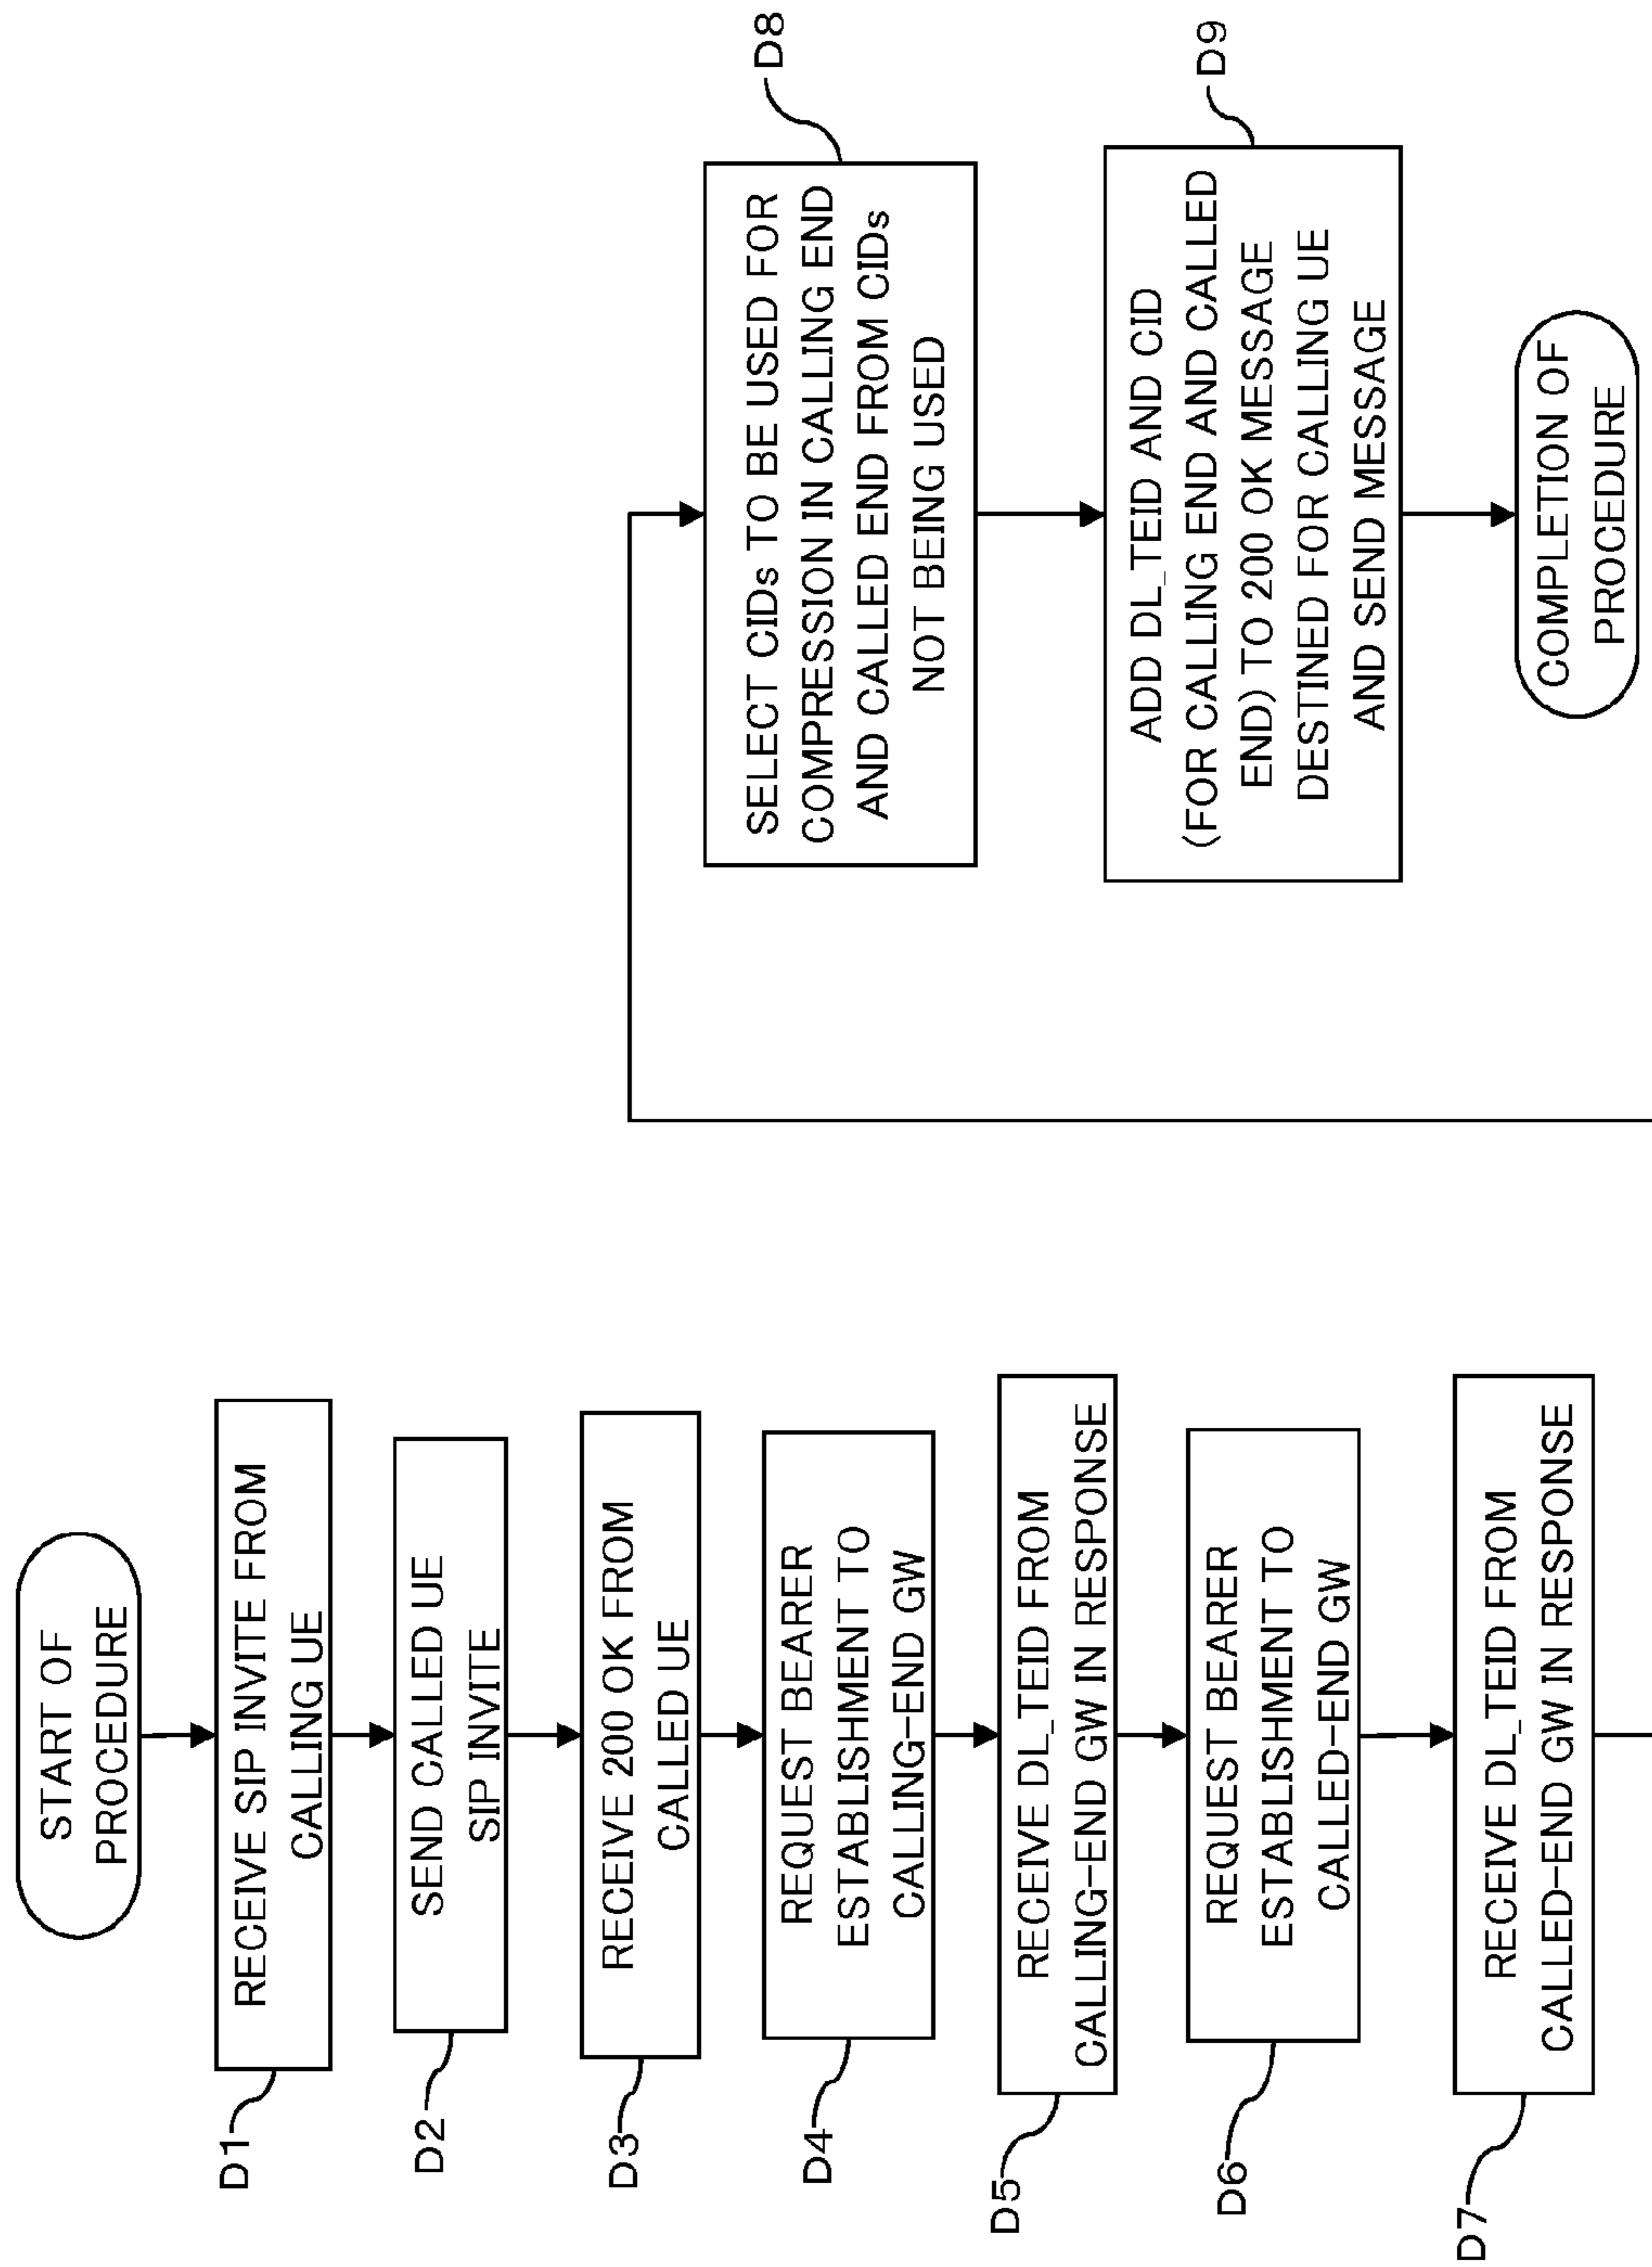 START OF
PROCEDURE
D1
RECEIVE SIP INVITE FROM
CALLING UE
D2
SEND CALLED UE
SIP INVITE
D3
RECEIVE 200 OK FROM
CALLED UE
D4
REQUEST BEARER
ESTABLISHMENT TO
CALLING-END GW
D5
RECEIVE DL_TEID FROM
CALLING-END GW IN RESPONSE
D6
REQUEST BEARER
ESTABLISHMENT TO
CALLED-END GW
D7
RECEIVE DL_TEID FROM
CALLED-END GW IN RESPONSE
D8
SELECT CIDs TO BE USED FOR
COMPRESSION IN CALLING END
AND CALLED END FROM CIDs
NOT BEING USED
D9
ADD DL_TEID AND CID
(FOR CALLING END AND CALLED
END) TO 200 OK MESSAGE
DESTINED FOR CALLING UE
AND SEND MESSAGE
COMPLETION OF
PROCEDURE